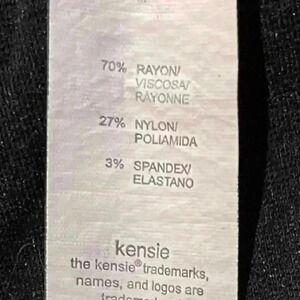 70% RAYON/
VISCOSA/
RAYONNE
27% NYLON/
POLIAMIDA
3% SPANDEX/
ELASTANO
kensie
the kensie® trademarks,
names, and logos are